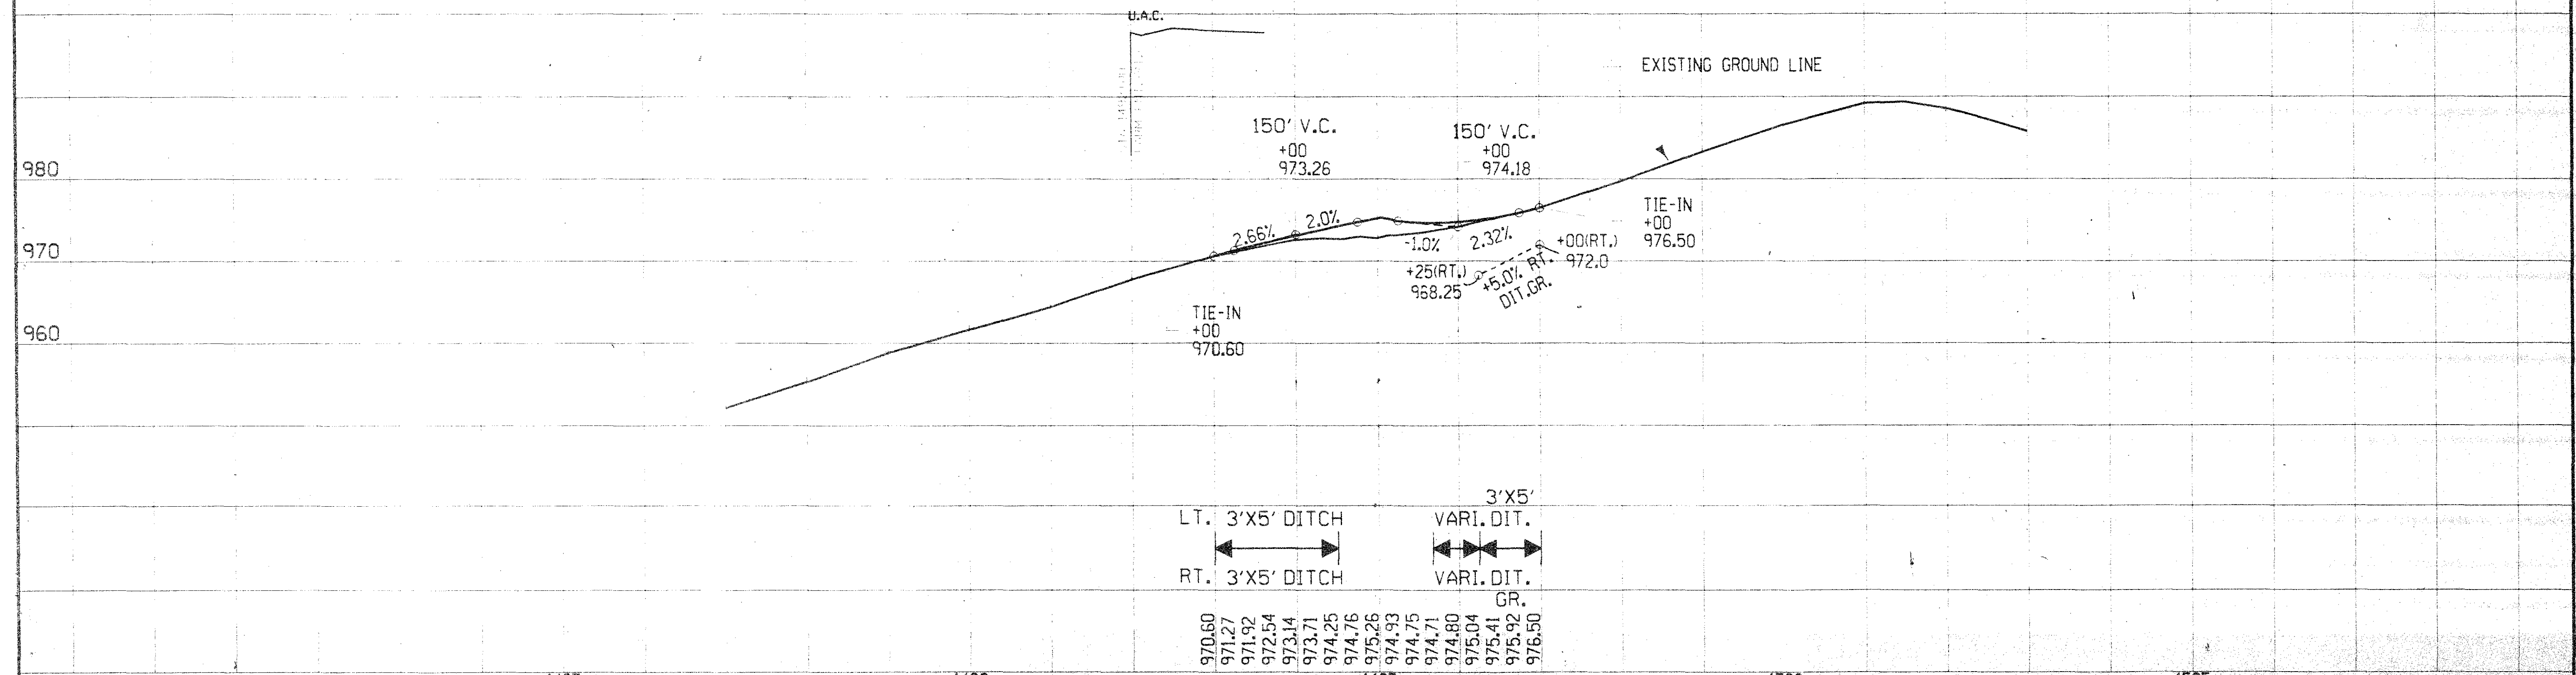 U.A.C.
EXISTING GROUND LINE
150' V.C.
+00
973.26
150' V.C.
+00
974.18
980
970
960
2.66%
2.0%
-1.0%
2.32%
TIE-IN
+00
976.50
+00(RT.)
972.0
+25(RT.)
968.25
+5.0% RT.
DIT.GR.
TIE-IN
+00
970.60
3'X5'
LT. 3'X5' DITCH
VARI. DIT.
RT. 3'X5' DITCH
VARI. DIT.
GR.
970.60
971.27
971.92
972.54
973.14
973.71
974.25
974.76
975.26
974.93
974.75
974.71
974.80
975.04
975.41
975.92
976.50